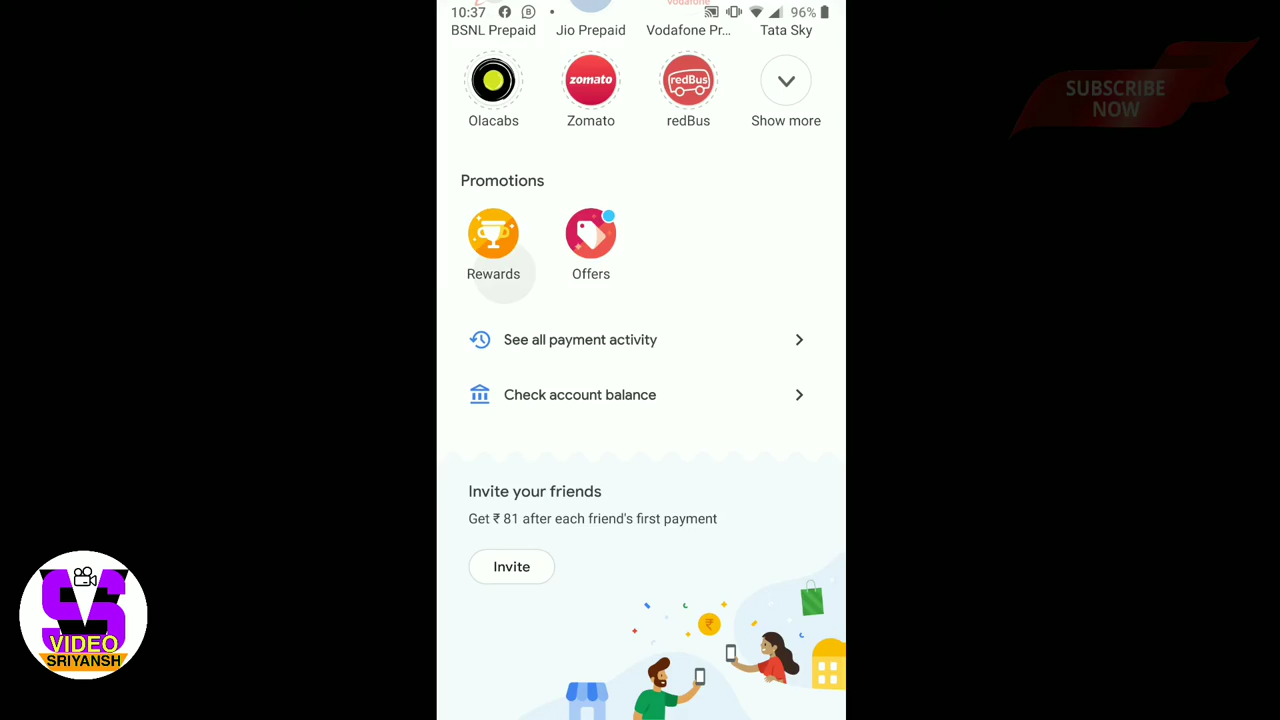 10:37
96%
BSNL Prepaid
Jio Prepaid
Vodafone Pr...
Tata Sky
SUBSCRIBE
NOW
zomato
redBus
Olacabs
Zomato
redBus
Show more
Promotions
Rewards
Offers
See all payment activity
Check account balance
Invite your friends
Get ₹ 81 after each friend's first payment
Invite
₹
VS
VIDEO
SRIYANSH